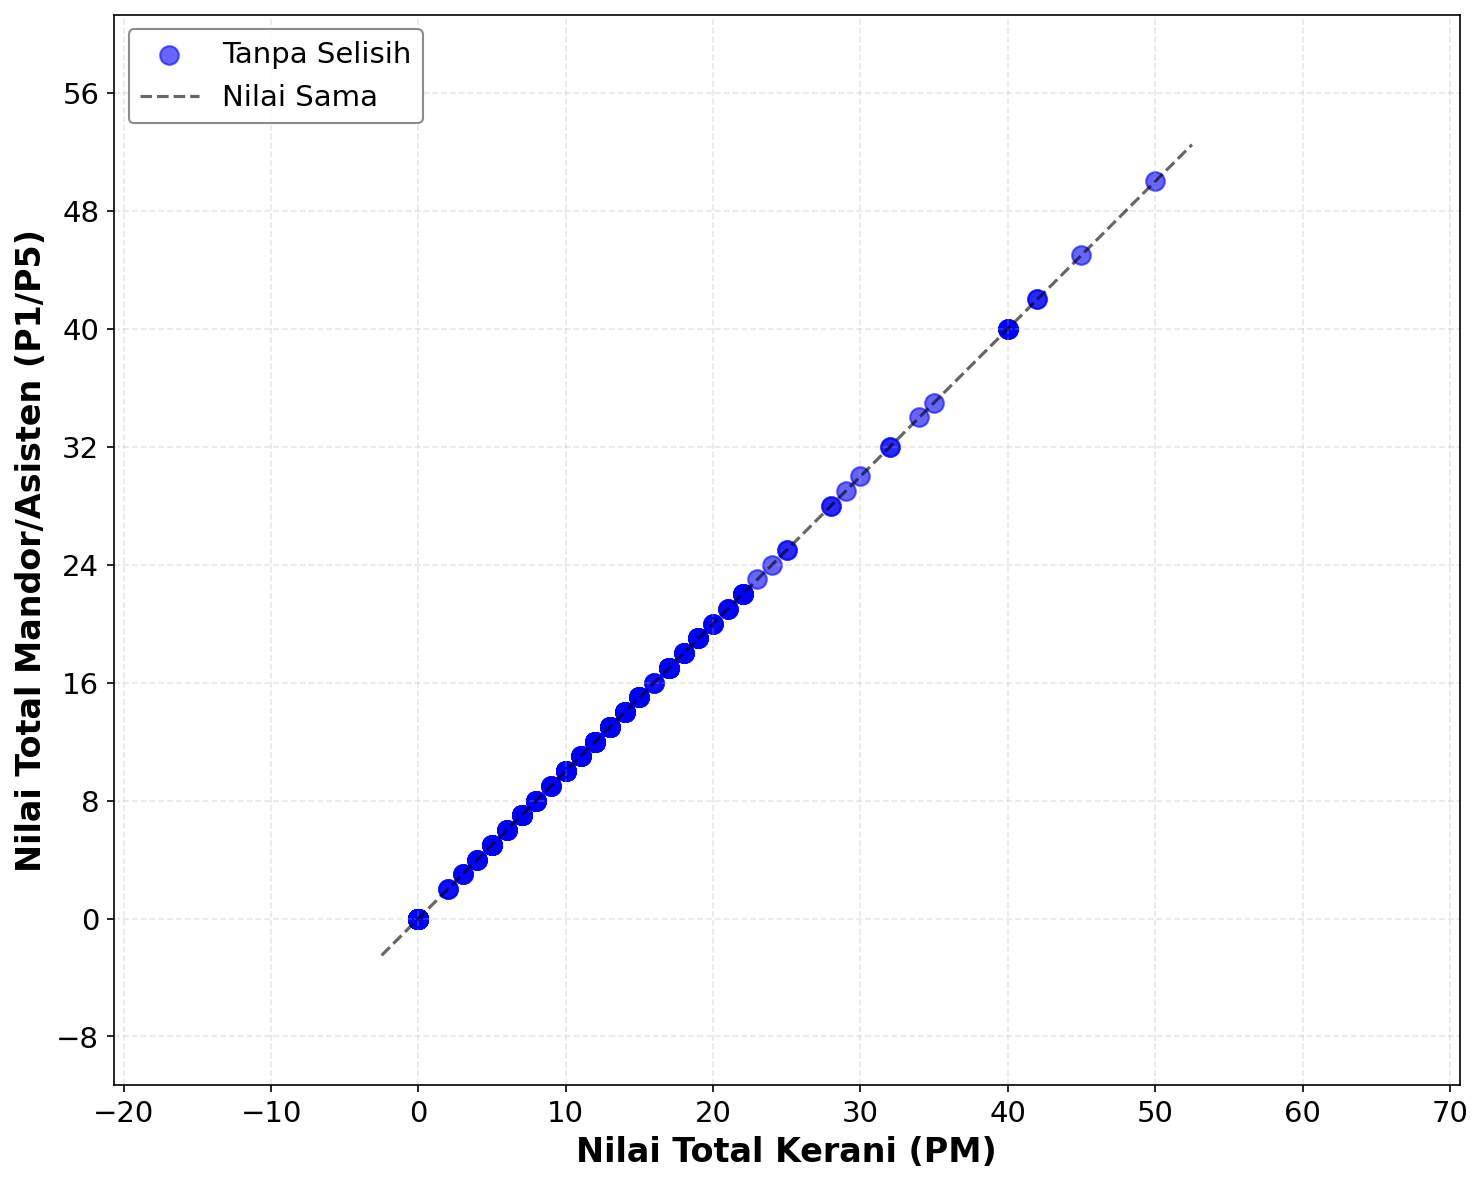 Tanpa Selisih
Nilai Sama
56
48
40
32
24
16
8
0
−8
Nilai Total Mandor/Asisten (P1/P5)
−20 −10 0 10 20 30 40 50 60 70
Nilai Total Kerani (PM)